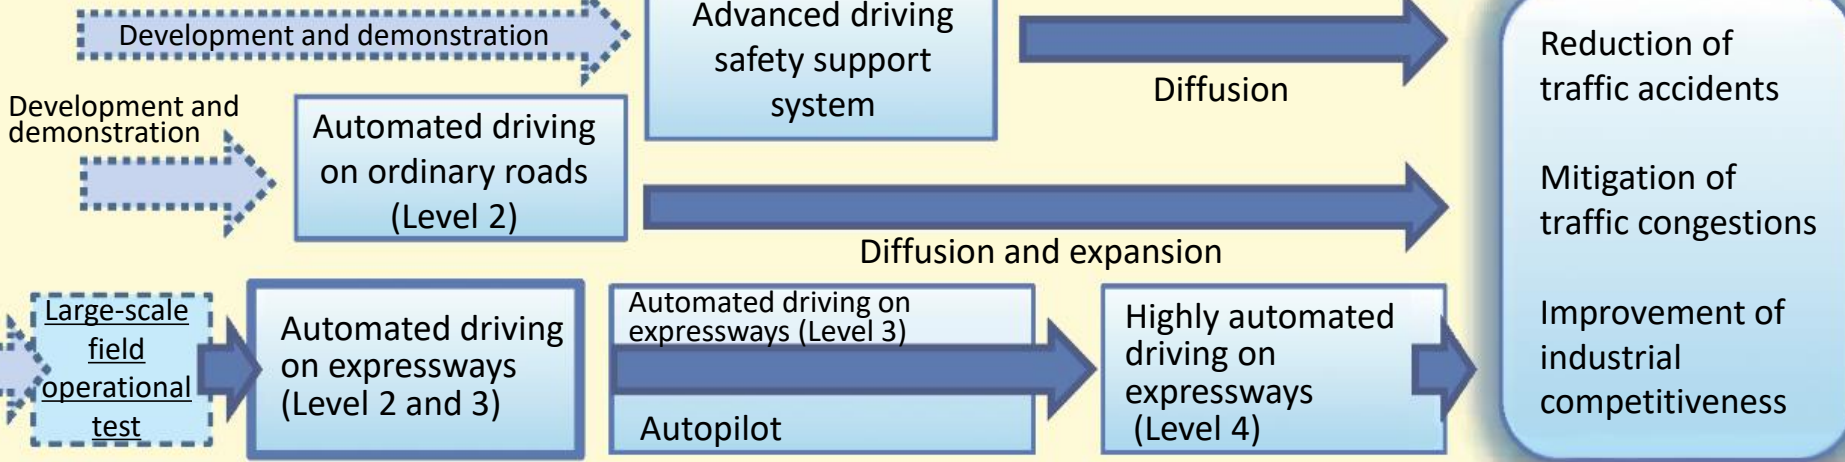 Development and demonstration
Advanced driving
safety support
system
Diffusion
Development and
demonstration
Automated driving
on ordinary roads
(Level 2)
Diffusion and expansion
Large-scale
field
operational
test
Automated driving
on expressways
(Level 2 and 3)
Automated driving on
expressways (Level 3)
Autopilot
Highly automated
driving on
expressways
(Level 4)
Reduction of
traffic accidents
Mitigation of
traffic congestions
Improvement of
industrial
competitiveness